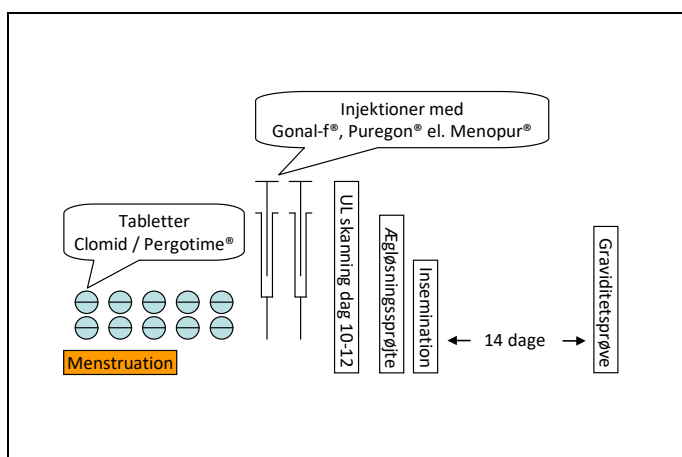 Injektioner med
Gonal-f®, Puregon® el. Menopur®
Tabletter
Clomid / Pergotime®
Menstruation
UL skanning dag 10-12
Ægløsningssprøjte
Insemination
14 dage
Graviditetsprøve